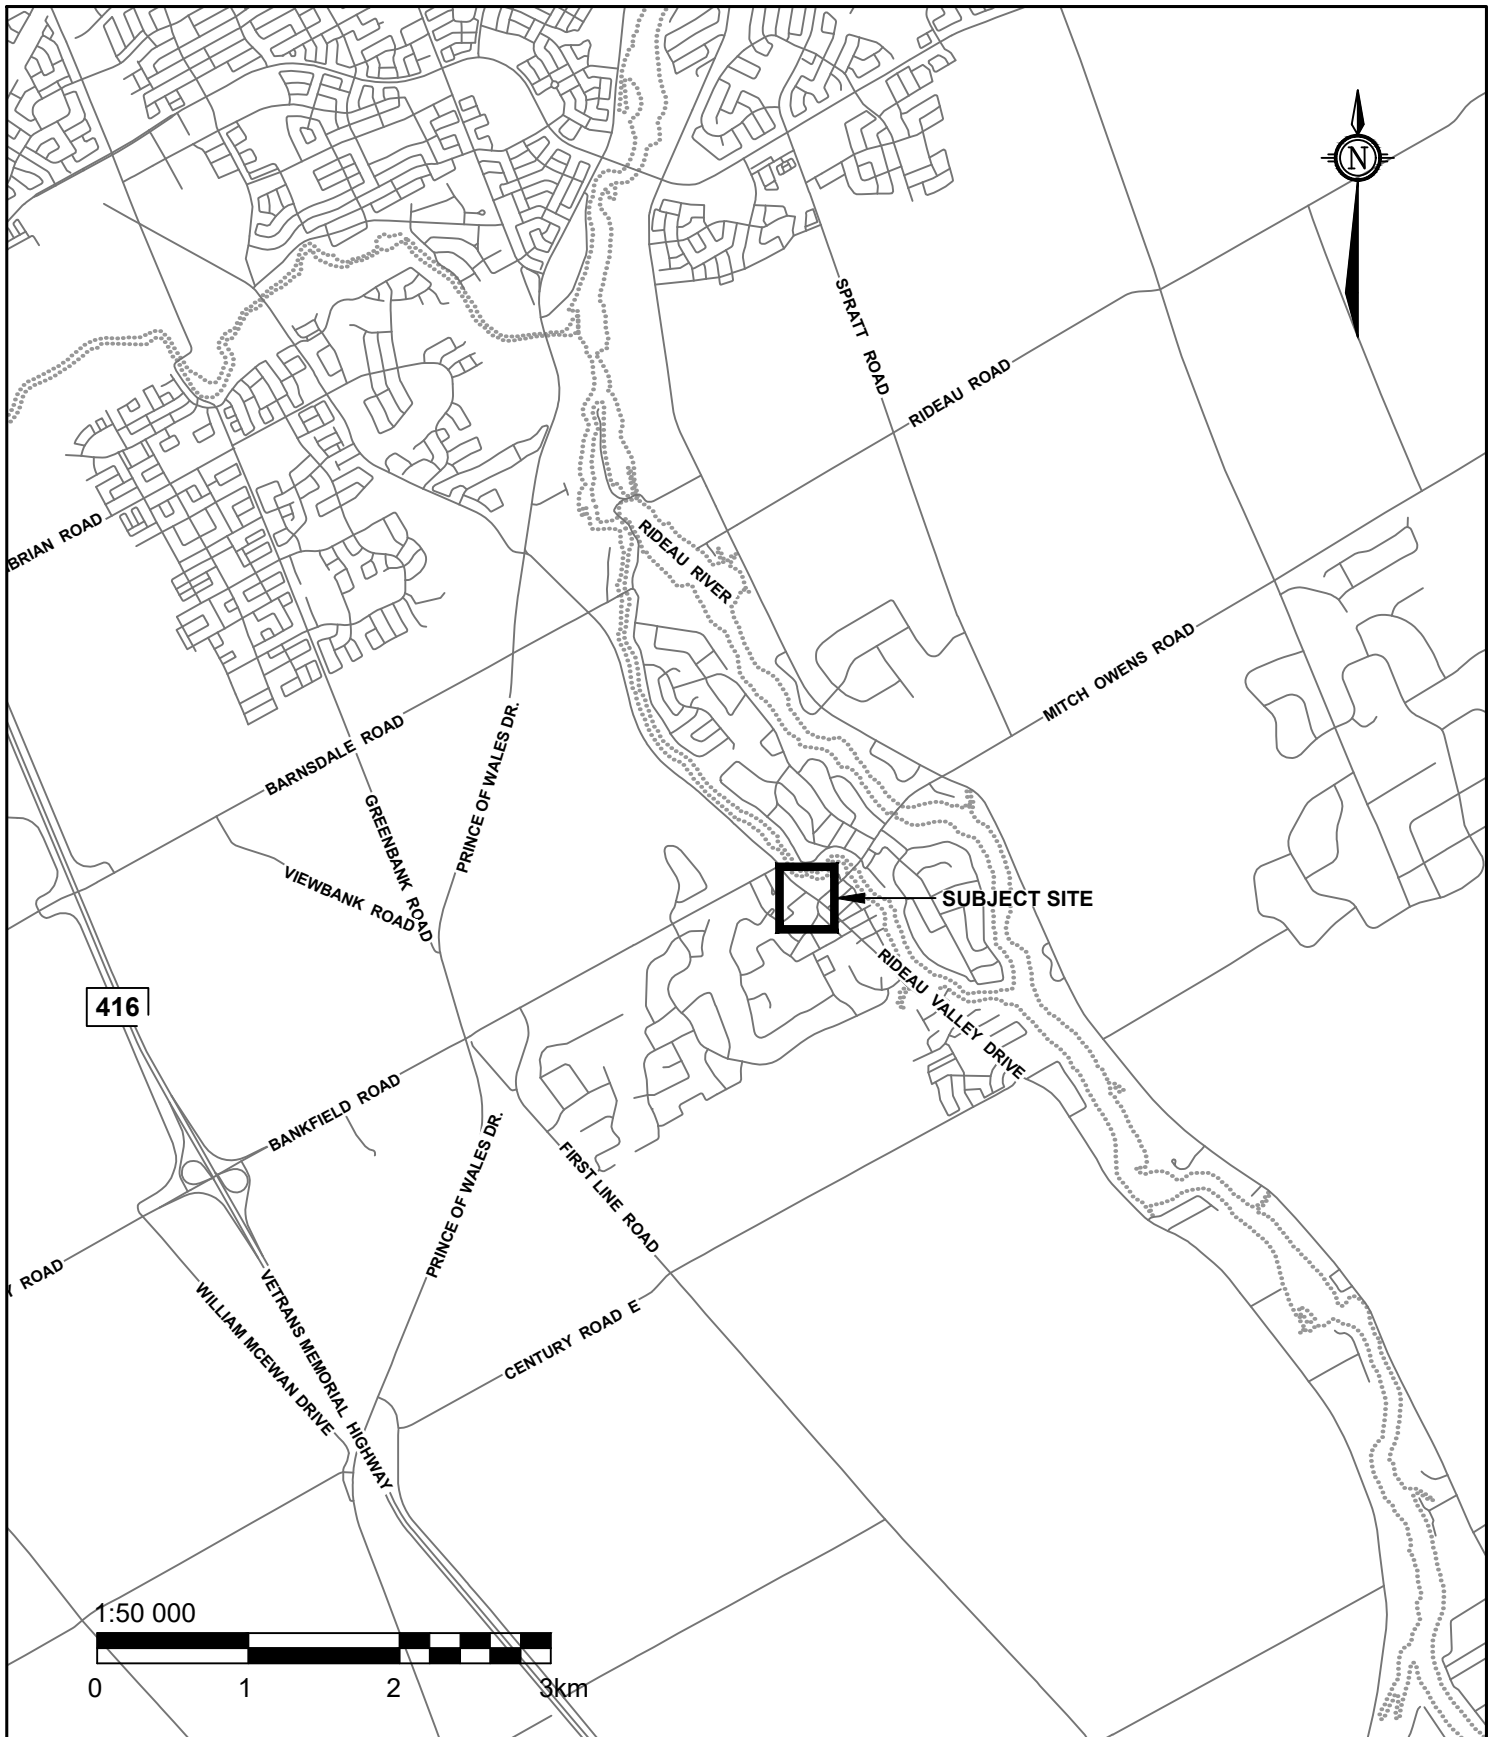 N
SPRATT ROAD
RIDEAU ROAD
BRIAN ROAD
RIDEAU RIVER
MITCH OWENS ROAD
BARNSDALE ROAD
PRINCE OF WALES DR.
GREENBANK ROAD
VIEWBANK ROAD
SUBJECT SITE
RIDEAU VALLEY DRIVE
416
BANKFIELD ROAD
PRINCE OF WALES DR.
FIRST LINE ROAD
Y ROAD
WILLIAM MCEWAN DRIVE
VETRANS MEMORIAL HIGHWAY
CENTURY ROAD E
1:50 000
0 1 2 3km